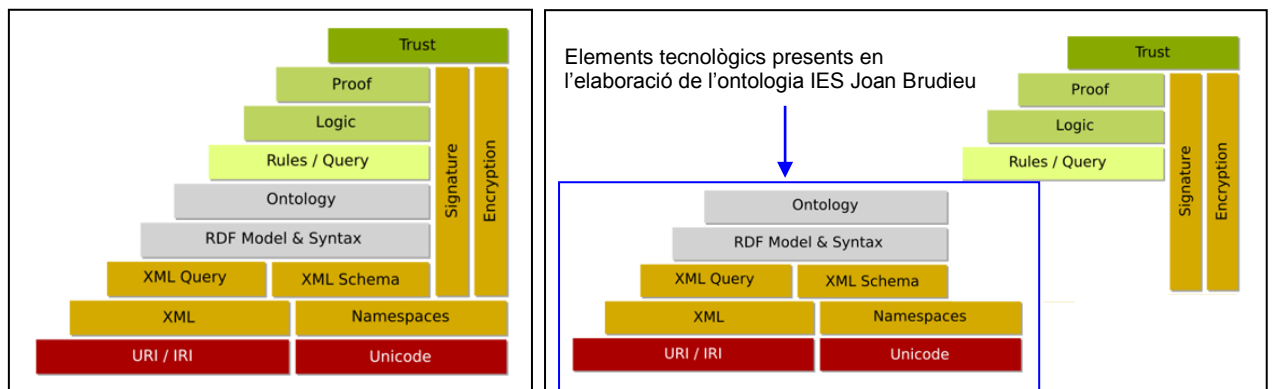 Trust
Proof
Logic
Rules / Query
Ontology
RDF Model & Syntax
XML Query
XML Schema
XML
Namespaces
URI / IRI
Unicode
Signature
Encryption
Elements tecnològics presents en
l’elaboració de l’ontologia IES Joan Brudieu
Trust
Proof
Logic
Rules / Query
Signature
Encryption
Ontology
RDF Model & Syntax
XML Query
XML Schema
XML
Namespaces
URI / IRI
Unicode